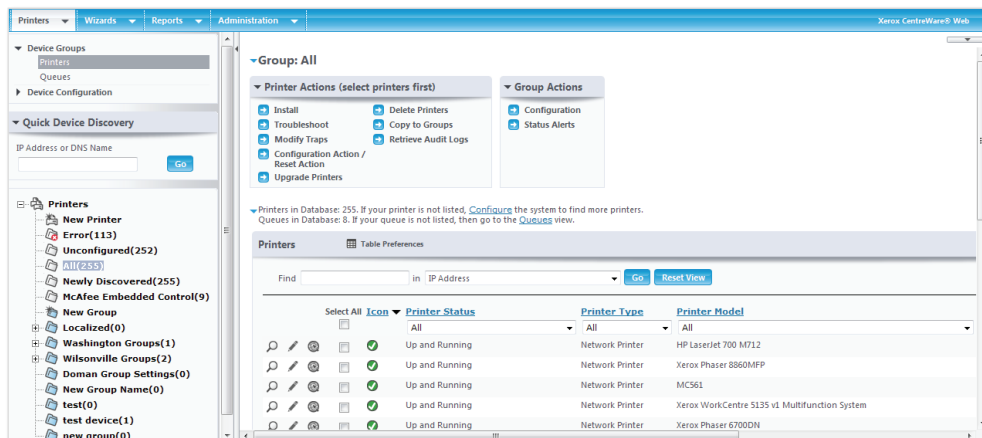 Printers Wizards Reports Administration Xerox CentreWare® Web
Device Groups
Printers
Queues
Device Configuration
Quick Device Discovery
IP Address or DNS Name
Go
Printers
New Printer
Error(113)
Unconfigured(252)
All(255)
Newly Discovered(255)
McAfee Embedded Control(9)
New Group
Localized(0)
Washington Groups(1)
Wilsonville Groups(2)
Doman Group Settings(0)
New Group Name(0)
test(0)
test device(1)
new group(0)
Group: All
Printer Actions (select printers first)
Install
Troubleshoot
Modify Traps
Configuration Action /
Reset Action
Upgrade Printers
Delete Printers
Copy to Groups
Retrieve Audit Logs
Group Actions
Configuration
Status Alerts
Printers in Database: 255. If your printer is not listed, Configure the system to find more printers.
Queues in Database: 8. If your queue is not listed, then go to the Queues view.
Printers Table Preferences
Find in IP Address Go Reset View
Select All Icon Printer Status Printer Type Printer Model
All All All
Up and Running Network Printer HP LaserJet 700 M712
Up and Running Network Printer Xerox Phaser 8860MFP
Up and Running Network Printer MC561
Up and Running Network Printer Xerox WorkCentre 5135 v1 Multifunction System
Up and Running Network Printer Xerox Phaser 6700DN